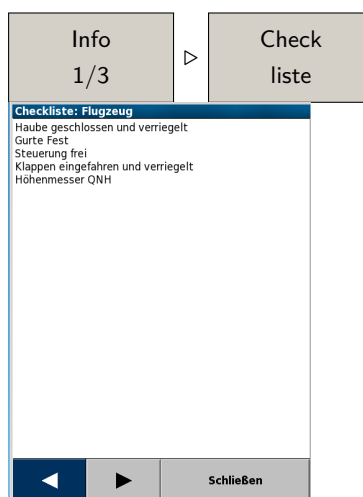 Info
1/3
Check
liste
Checkliste: Flugzeug
Haube geschlossen und verriegelt
Gurte Fest
Steuerung frei
Klappen eingefahren und verriegelt
Höhenmesser QNH
Schließen